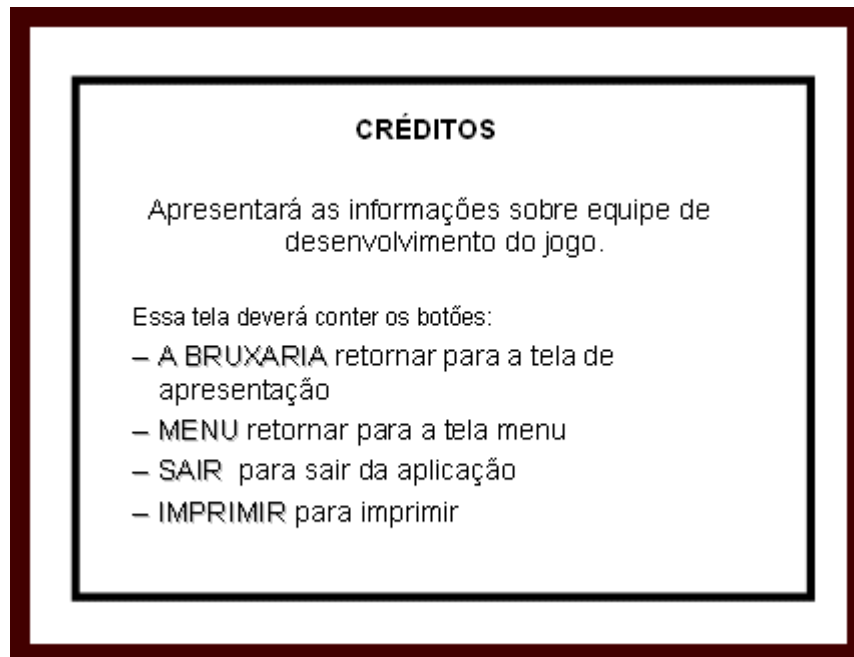 CRÉDITOS
Apresentará as informações sobre equipe de
desenvolvimento do jogo.
Essa tela deverá conter os botões:
– A BRUXARIA retornar para a tela de
apresentação
– MENU retornar para a tela menu
– SAIR para sair da aplicação
– IMPRIMIR para imprimir